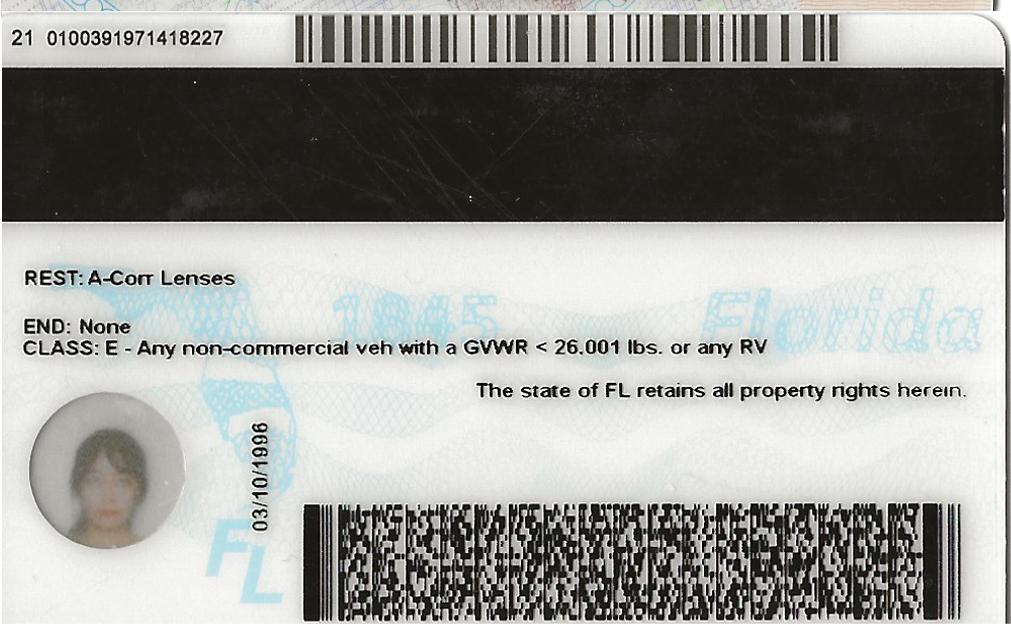 21 0100391971418227
REST: A-Corr Lenses
1845 Florida
END: None
CLASS: E - Any non-commercial veh with a GVWR < 26,001 lbs. or any RV
The state of FL retains all property rights herein.
03/10/1996
FL